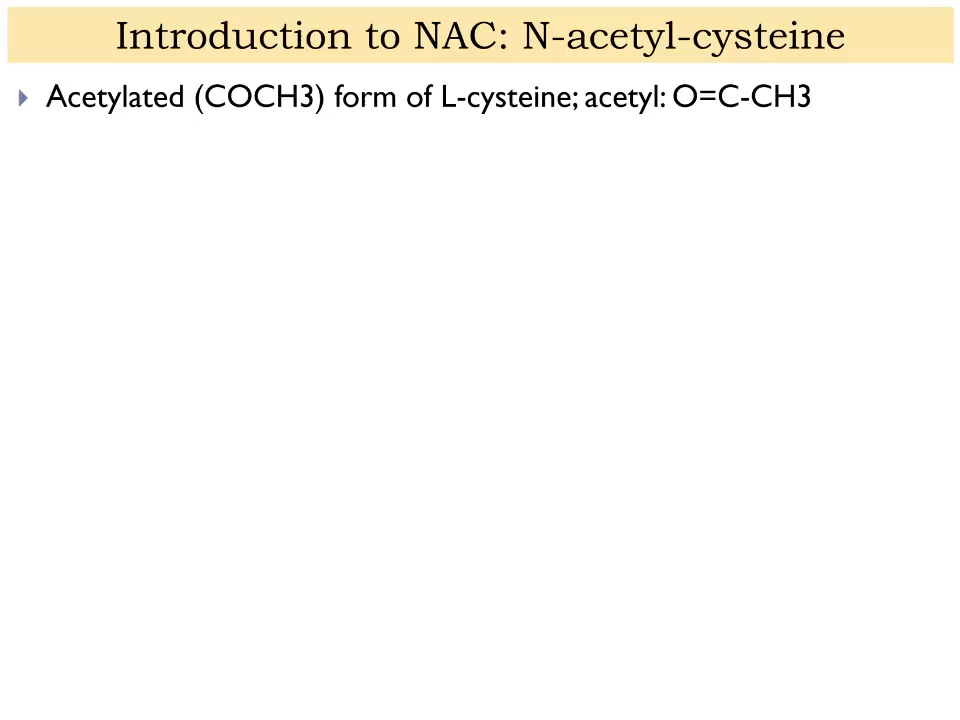 Introduction to NAC: N-acetyl-cysteine
Acetylated (COCH3) form of L-cysteine; acetyl: O=C-CH3